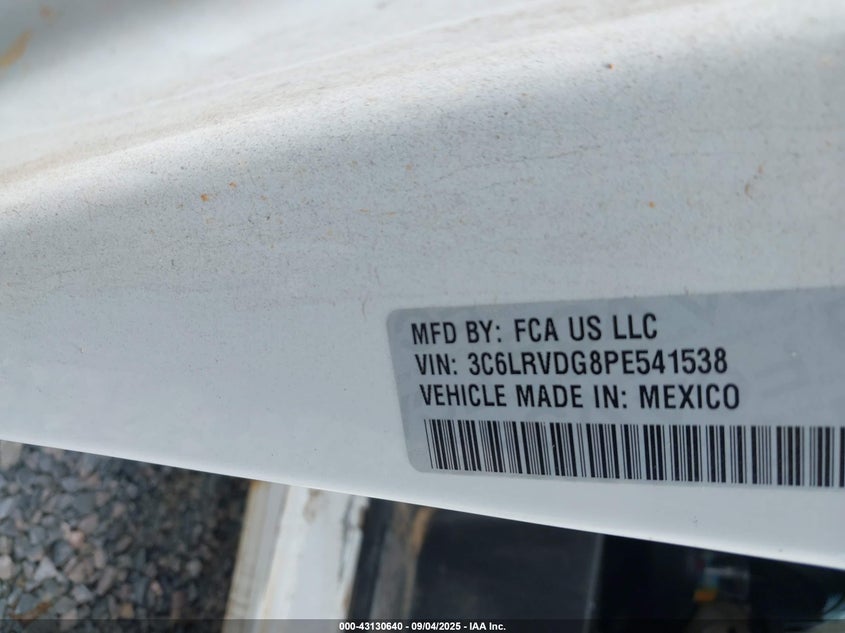 MFD BY: FCA US LLC
VIN: 3C6LRVDG8PE541538
VEHICLE MADE IN: MEXICO
000-43130640 - 09/04/2025 - IAA Inc.